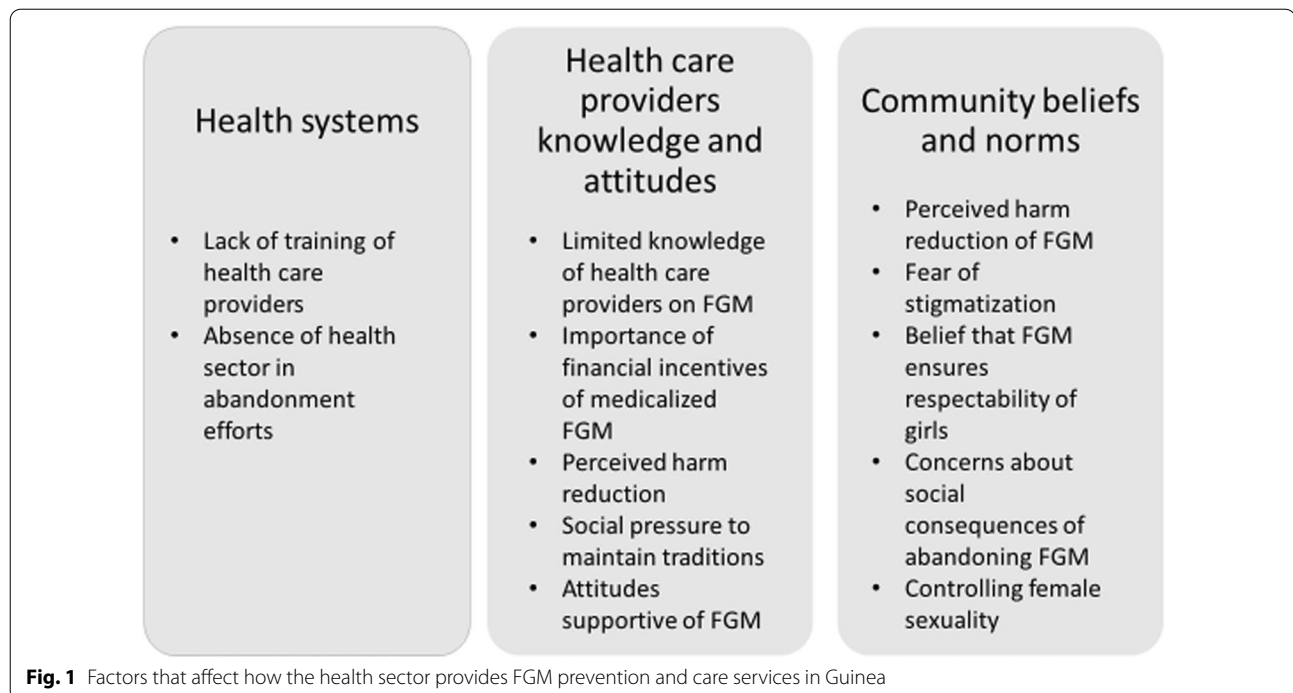 Health systems
• Lack of training of
health care
providers
• Absence of health
sector in
abandonment
efforts
Health care
providers
knowledge and
attitudes
• Limited knowledge
of health care
providers on FGM
• Importance of
financial incentives
of medicalized
FGM
• Perceived harm
reduction
• Social pressure to
maintain traditions
• Attitudes
supportive of FGM
Community beliefs
and norms
• Perceived harm
reduction of FGM
• Fear of
stigmatization
• Belief that FGM
ensures
respectability of
girls
• Concerns about
social
consequences of
abandoning FGM
• Controlling female
sexuality
Fig. 1 Factors that affect how the health sector provides FGM prevention and care services in Guinea